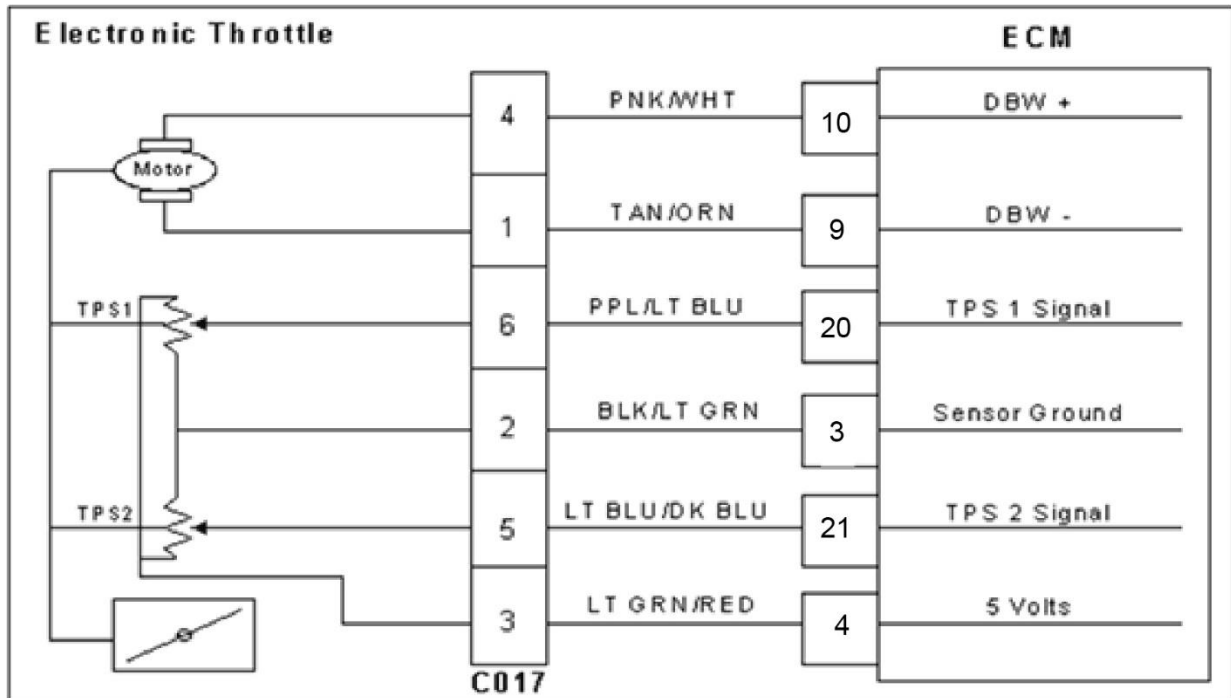 Electronic Throttle
ECM
4 PNK/WHT 10 DBW +
Motor
1 TAN/ORN 9 DBW -
TPS1 6 PPL/LT BLU 20 TPS 1 Signal
2 BLK/LT GRN 3 Sensor Ground
TPS2 5 LT BLU/DK BLU 21 TPS 2 Signal
3 LT GRN/RED 4 5 Volts
C017